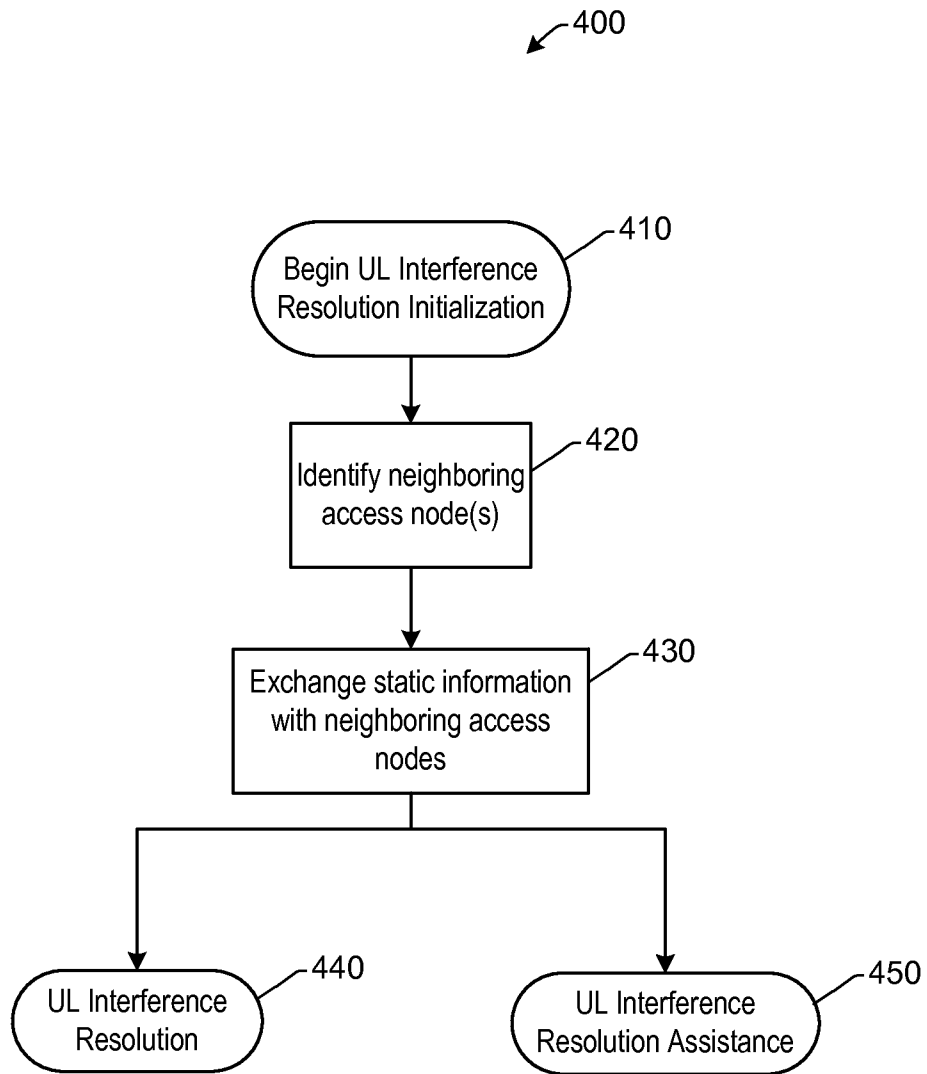 400
410
Begin UL Interference
Resolution Initialization
420
Identify neighboring
access node(s)
430
Exchange static information
with neighboring access
nodes
440
UL Interference
Resolution
450
UL Interference
Resolution Assistance